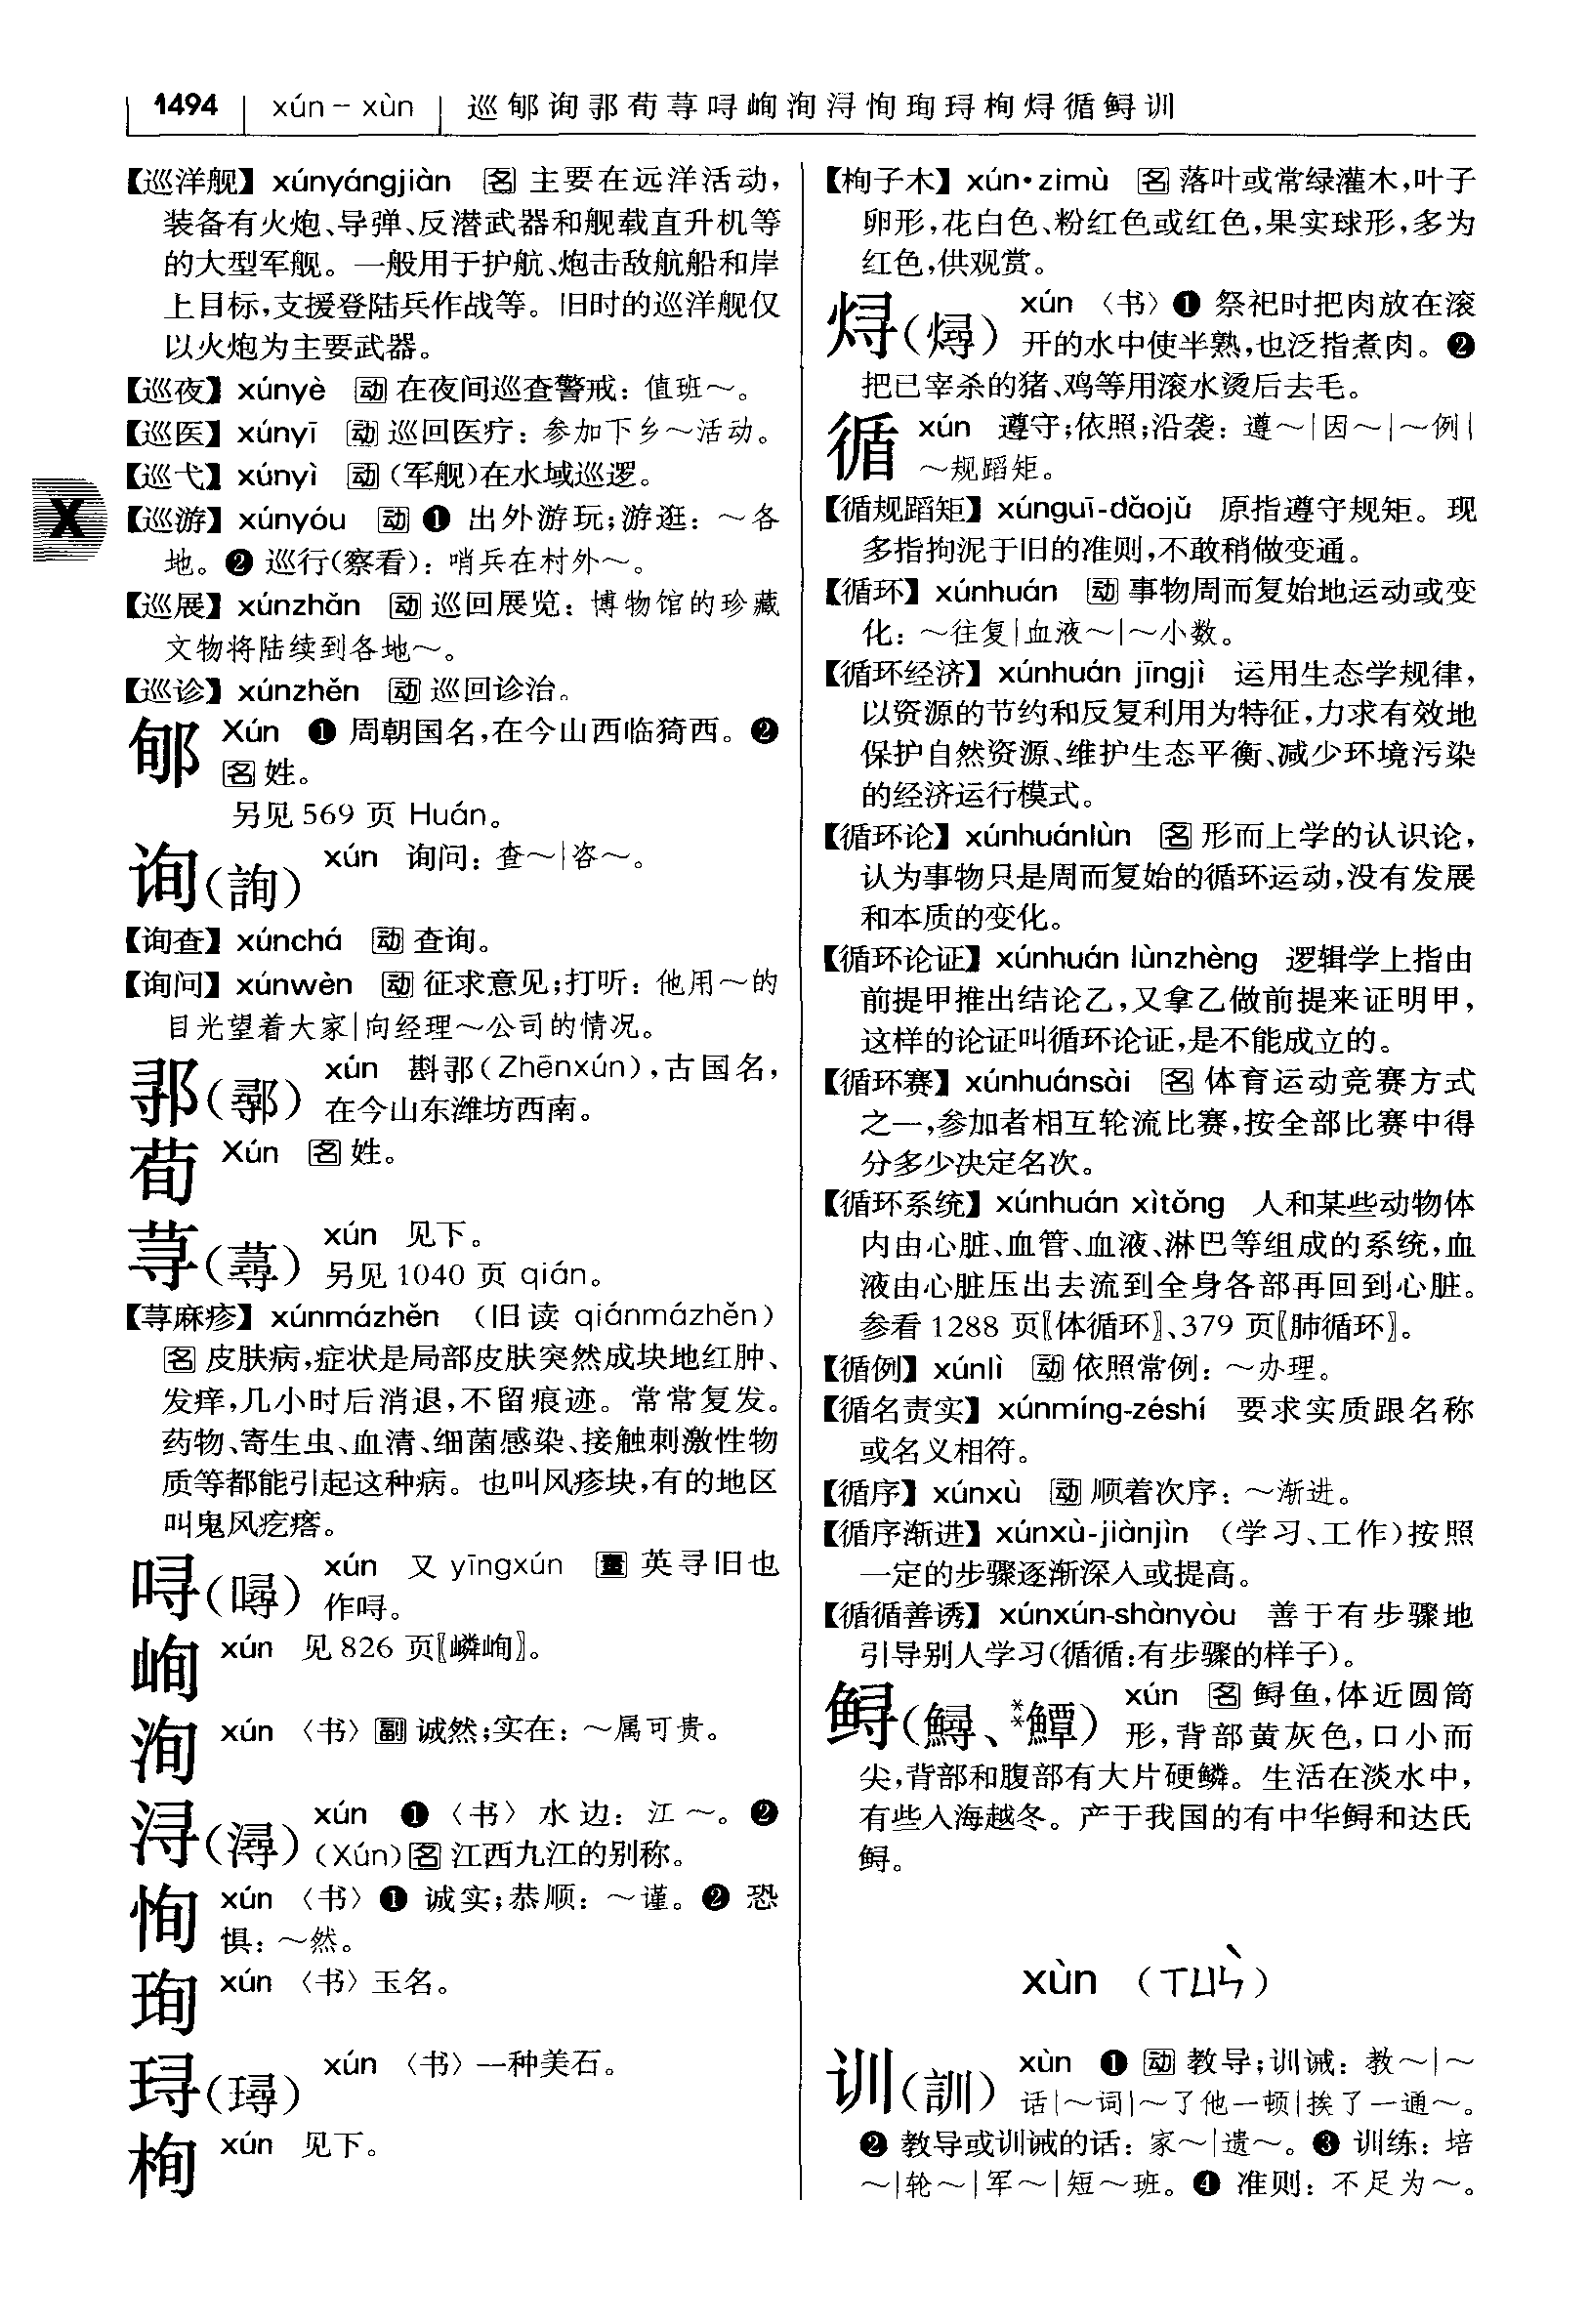 1494 xún–xùn 巡郇询𬩽荀荨㖊峋洵浔恂珣㻁栒焊循鲟训
【巡洋舰】xúnyángjiàn 名 主要在远洋活动，
装备有火炮、导弹、反潜武器和舰载直升机等
的大型军舰。一般用于护航、炮击敌航船和岸
上目标，支援登陆兵作战等。旧时的巡洋舰仅
以火炮为主要武器。
【巡夜】xúnyè 动 在夜间巡查警戒：值班～。
【巡医】xúnyī 动 巡回医疗：参加下乡～活动。
【巡弋】xúnyì 动（军舰）在水域巡逻。
X
【巡游】xúnyóu 动 ❶ 出外游玩；游逛：～各
地。❷ 巡行（察看）：哨兵在村外～。
【巡展】xúnzhǎn 动 巡回展览：博物馆的珍藏
文物将陆续到各地～。
【巡诊】xúnzhěn 动 巡回诊治。
郇 Xún ❶ 周朝国名，在今山西临猗西。❷
名 姓。
另见 569 页 Huán。
询（詢） xún 询问：查～|咨～。
【询查】xúnchá 动 查询。
【询问】xúnwèn 动 征求意见；打听：他用～的
目光望着大家|向经理～公司的情况。
𬩽（鄩） xún 斟𬩽（Zhēnxún），古国名，
在今山东潍坊西南。
荀 Xún 名 姓。
荨（蕁） xún 见下。
另见 1040 页 qián。
【荨麻疹】xúnmázhěn （旧读 qiánmázhěn）
名 皮肤病，症状是局部皮肤突然成块地红肿、
发痒，几小时后消退，不留痕迹。常常复发。
药物、寄生虫、血清、细菌感染、接触刺激性物
质等都能引起这种病。也叫风疹块，有的地区
叫鬼风疙瘩。
㖊（噚） xún 又 yīngxún 量 英寻旧也
作㖊。
峋 xún 见 826 页〖嶙峋〗。
洵 xún 〈书〉副 诚然；实在：～属可贵。
浔（潯） xún ❶〈书〉水边：江～。❷
（Xún）名 江西九江的别称。
恂 xún 〈书〉❶ 诚实；恭顺：～谨。❷ 恐
惧：～然。
珣 xún 〈书〉玉名。
㻁（璕） xún 〈书〉一种美石。
栒 xún 见下。
【栒子木】xún·zimù 名 落叶或常绿灌木，叶子
卵形，花白色、粉红色或红色，果实球形，多为
红色，供观赏。
𬊈（燖） xún 〈书〉❶ 祭祀时把肉放在滚
开的水中使半熟，也泛指煮肉。❷
把已宰杀的猪、鸡等用滚水烫后去毛。
循 xún 遵守；依照；沿袭：遵～|因～|～例|
～规蹈矩。
【循规蹈矩】xúnguī-dǎojǔ 原指遵守规矩。现
多指拘泥于旧的准则，不敢稍做变通。
【循环】xúnhuán 动 事物周而复始地运动或变
化：～往复|血液～|～小数。
【循环经济】xúnhuán jīngjì 运用生态学规律，
以资源的节约和反复利用为特征，力求有效地
保护自然资源、维护生态平衡、减少环境污染
的经济运行模式。
【循环论】xúnhuánlùn 名 形而上学的认识论，
认为事物只是周而复始的循环运动，没有发展
和本质的变化。
【循环论证】xúnhuán lùnzhèng 逻辑学上指由
前提甲推出结论乙，又拿乙做前提来证明甲，
这样的论证叫循环论证，是不能成立的。
【循环赛】xúnhuánsài 名 体育运动竞赛方式
之一，参加者相互轮流比赛，按全部比赛中得
分多少决定名次。
【循环系统】xúnhuán xìtǒng 人和某些动物体
内由心脏、血管、血液、淋巴等组成的系统，血
液由心脏压出去流到全身各部再回到心脏。
参看 1288 页〖体循环〗、379 页〖肺循环〗。
【循例】xúnlì 动 依照常例：～办理。
【循名责实】xúnmíng-zéshí 要求实质跟名称
或名义相符。
【循序】xúnxù 动 顺着次序：～渐进。
【循序渐进】xúnxù-jiànjìn （学习、工作）按照
一定的步骤逐渐深入或提高。
【循循善诱】xúnxún-shànyòu 善于有步骤地
引导别人学习（循循：有步骤的样子）。
鲟（鱘、**鱏） xún 名 鲟鱼，体近圆筒
形，背部黄灰色，口小而
尖，背部和腹部有大片硬鳞。生活在淡水中，
有些入海越冬。产于我国的有中华鲟和达氏
鲟。
xùn （ㄒㄩㄣˋ）
训（訓） xùn ❶ 动 教导；训诫：教～|～
话|～词|～了他一顿|挨了一通～。
❷ 教导或训诫的话：家～|遗～。❸ 训练：培
～|轮～|军～|短～班。❹ 准则：不足为～。